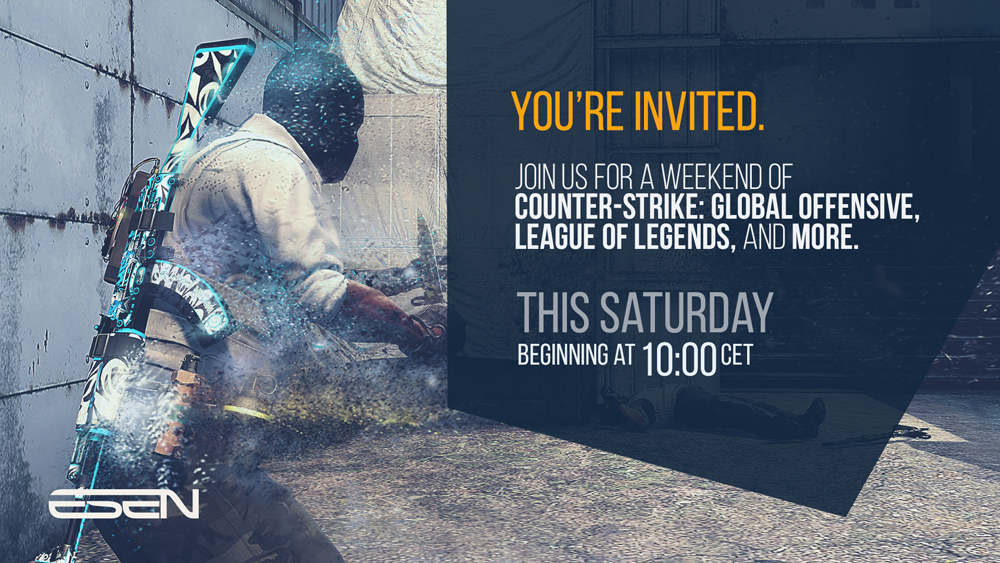 YOU'RE INVITED.
JOIN US FOR A WEEKEND OF
COUNTER-STRIKE: GLOBAL OFFENSIVE,
LEAGUE OF LEGENDS, AND MORE.
THIS SATURDAY
BEGINNING AT 10:00 CET
ESEN